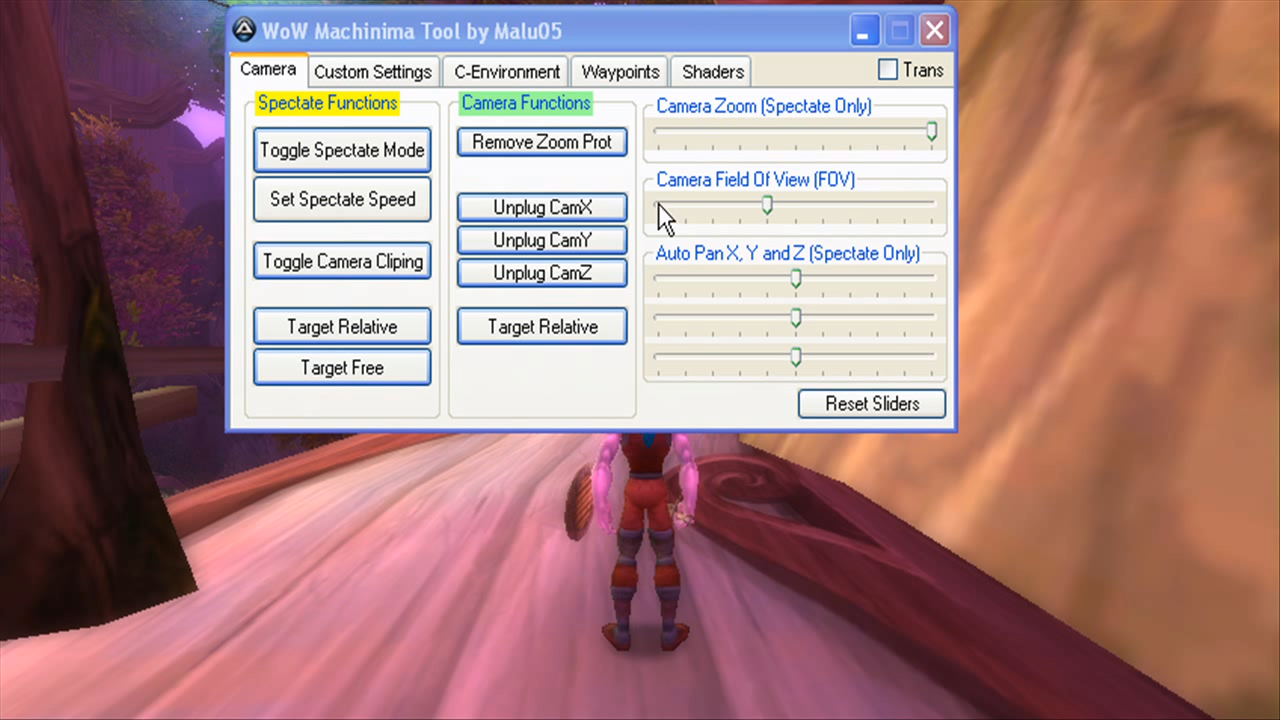 WoW Machinima Tool by Malu05
Camera
Custom Settings
C-Environment
Waypoints
Shaders
Trans
Spectate Functions
Toggle Spectate Mode
Set Spectate Speed
Toggle Camera Cliping
Target Relative
Target Free
Camera Functions
Remove Zoom Prot
Unplug CamX
Unplug CamY
Unplug CamZ
Target Relative
Camera Zoom (Spectate Only)
Camera Field Of View (FOV)
Auto Pan X, Y and Z (Spectate Only)
Reset Sliders